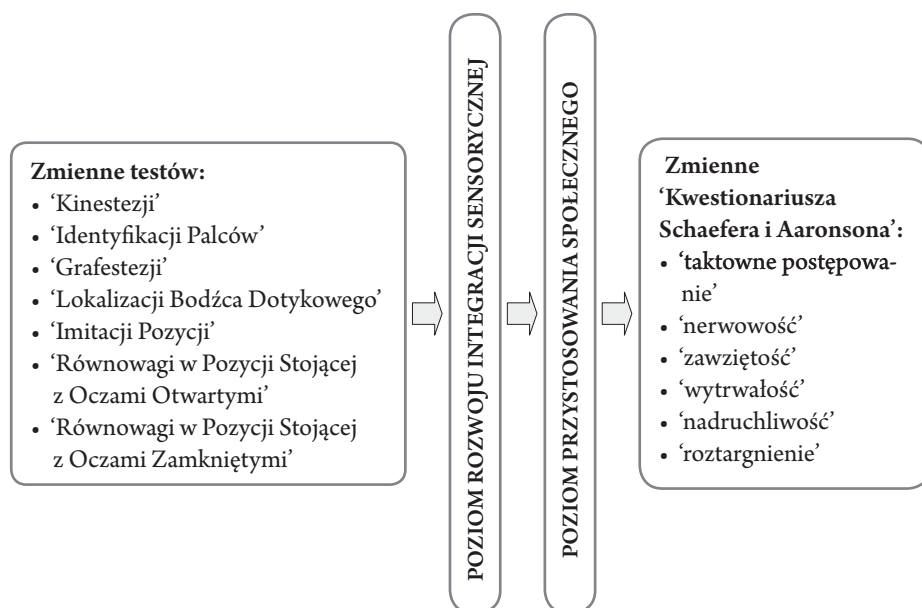 Zmienne testów:
• ‘Kinestezji’
• ‘Identyfikacji Palców’
• ‘Grafestezji’
• ‘Lokalizacji Bodźca Dotykowego’
• ‘Imitacji Pozycji’
• ‘Równowagi w Pozycji Stojącej
z Oczami Otwartymi’
• ‘Równowagi w Pozycji Stojącej
z Oczami Zamkniętymi’
POZIOM ROZWOJU INTEGRACJI SENSORYCZNEJ
POZIOM PRZYSTOSOWANIA SPOŁECZNEGO
Zmienne
‘Kwestionariusza
Schaefera i Aaronsona’:
• ‘taktowne postępowa-
nie’
• ‘nerwowość’
• ‘zawziętość’
• ‘wytrwałość’
• ‘nadruchliwość’
• ‘roztargnienie’